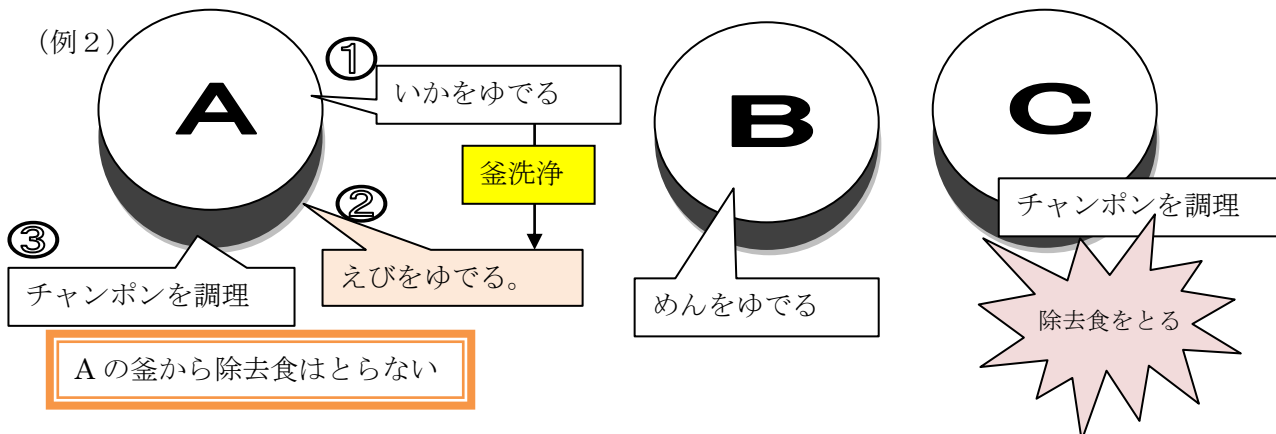 (例2)
A
①
いかをゆでる
釜洗浄
②
えびをゆでる。
③
チャンポンを調理
Aの釜から除去食はとらない
B
めんをゆでる
C
チャンポンを調理
除去食をとる